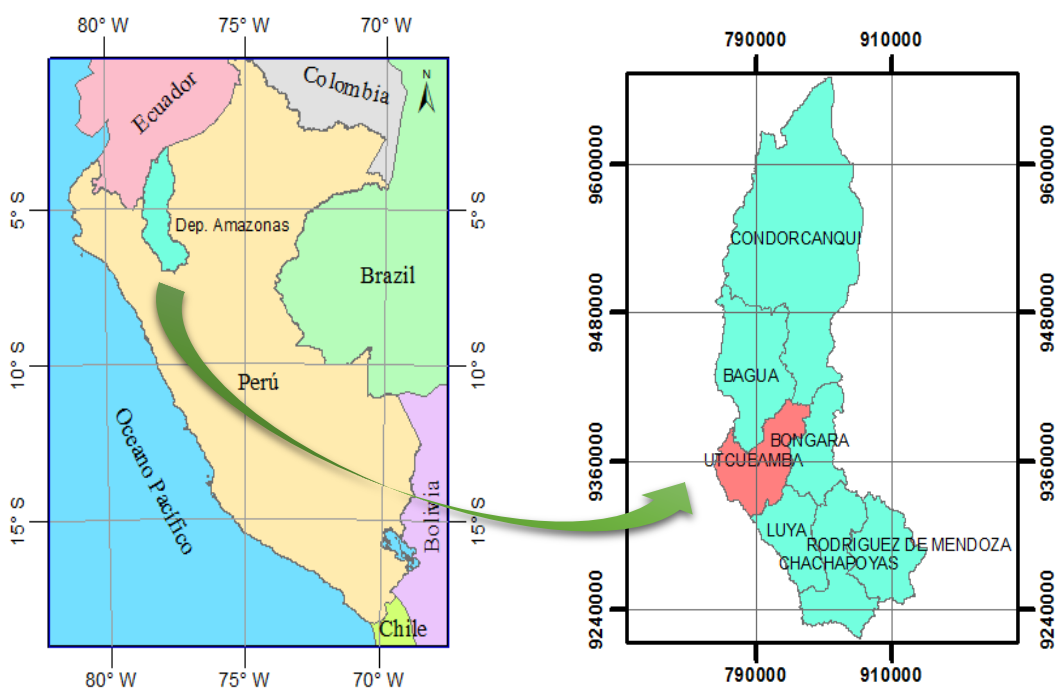 80° W 75° W 70° W
N
Colombia
Ecuador
5° S
5° S
Dep. Amazonas
Brazil
10° S
10° S
Perú
Oceano Pacífico
Bolivia
15° S
15° S
Chile
80° W 75° W 70° W
790000 910000
9600000
9600000
CONDORCANQUI
9480000
9480000
BAGUA
BONGARA
UTCUBAMBA
9360000
9360000
LUYA
RODRIGUEZ DE MENDOZA
CHACHAPOYAS
9240000
9240000
790000 910000